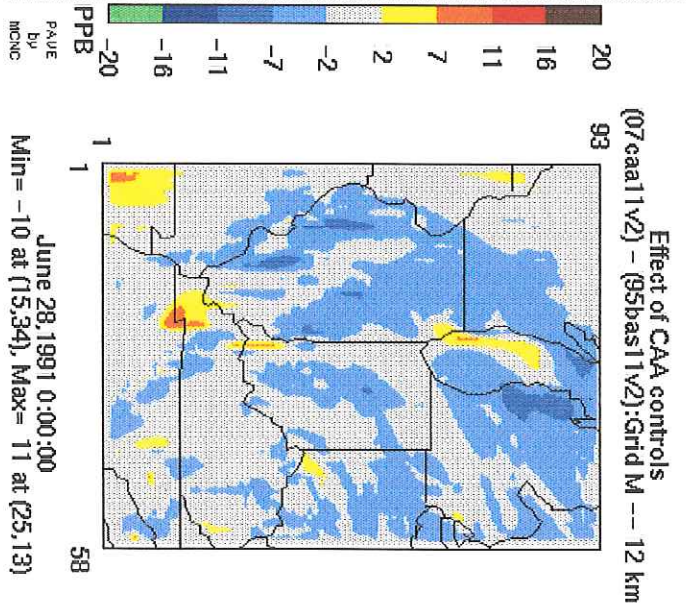 Effect of CAA controls
(07caa11v2) - (95bas11v2):Grid M -- 12 km
20
16
11
7
2
-2
-7
-11
-16
-20
PPB
PAVE
by
MCNC
93
1
1
58
June 28,1991 0:00:00
Min= -10 at (15,34), Max= 11 at (25,13)